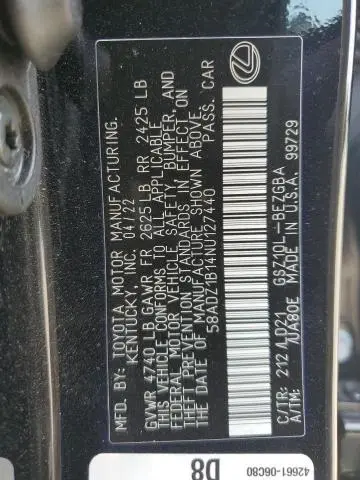 MFD BY: TOYOTA MOTOR MANUFACTURING.
KENTUCKY, INC. 04/22
GVWR 4740 LB GAWR FR 2625 LB RR 2425 LB
THIS VEHICLE CONFORMS TO ALL APPLICABLE
FEDERAL MOTOR VEHICLE SAFETY, BUMPER, AND
THEFT PREVENTION STANDARDS IN EFFECT ON
THE DATE OF MANUFACTURE SHOWN ABOVE.
58ADZ1B14NU127440 PASS. CAR
C/TR: 212 /LD21 GSZ10L-BEZGBA
A/TM: /UA80E MADE IN U.S.A. 99729
42661-06C80
D8